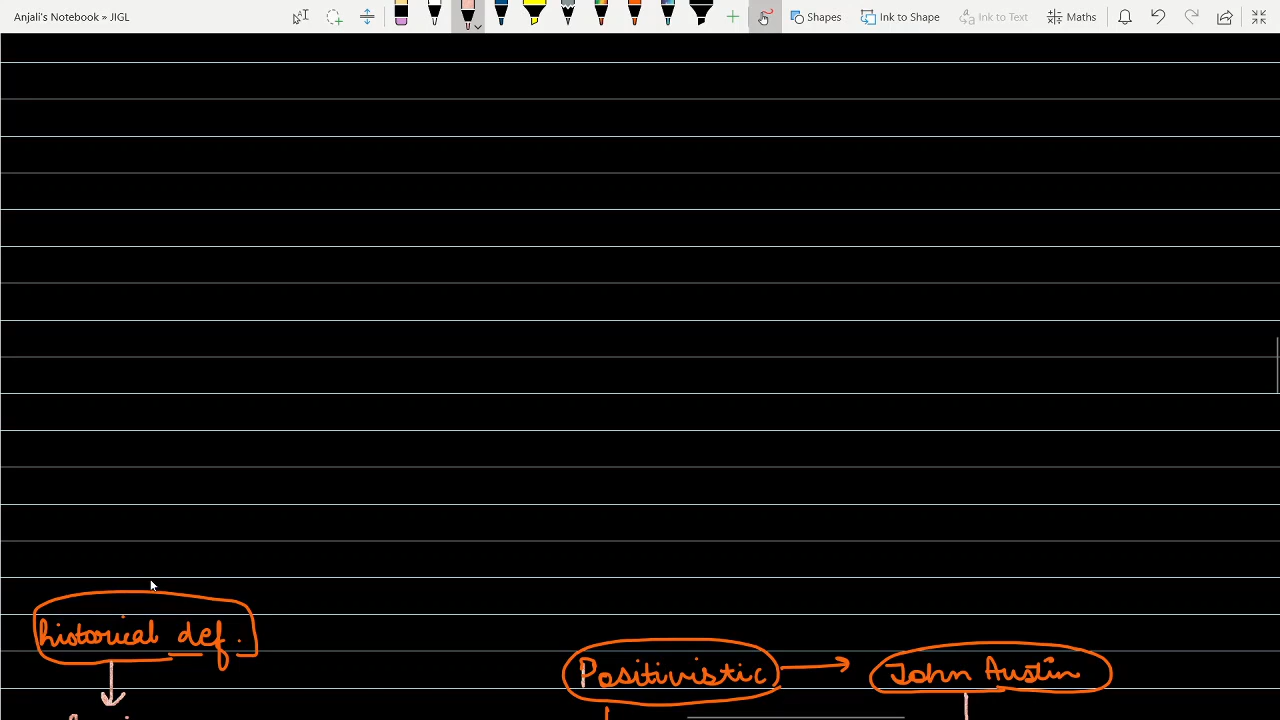 Anjali's Notebook » JIGL
Shapes
Ink to Shape
Ink to Text
Maths
historical def.
Positivistic
John Austin